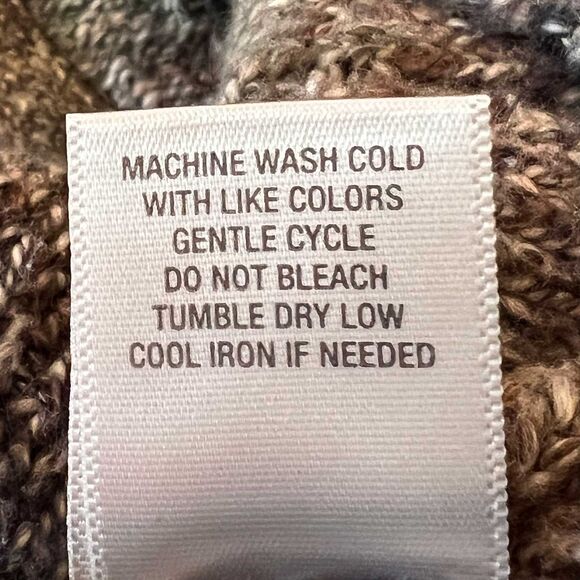 MACHINE WASH COLD
WITH LIKE COLORS
GENTLE CYCLE
DO NOT BLEACH
TUMBLE DRY LOW
COOL IRON IF NEEDED